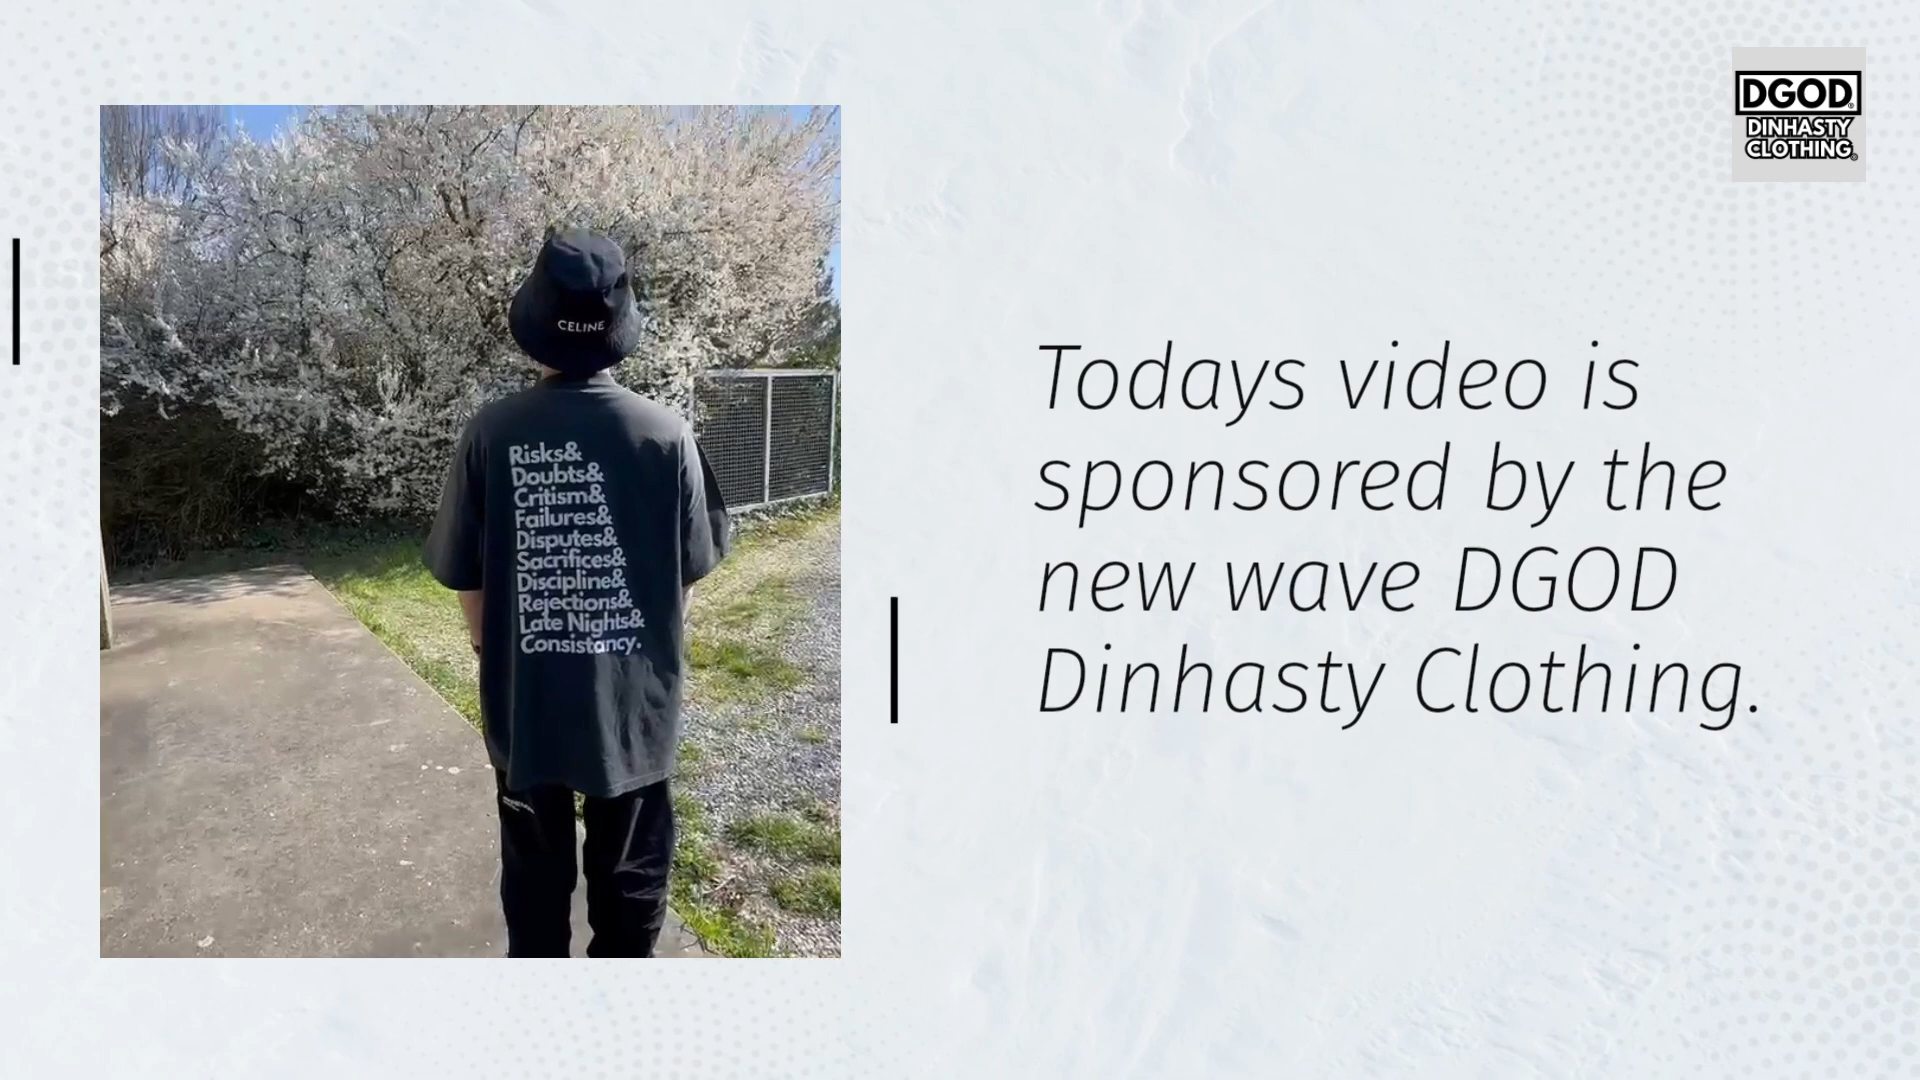 DGOD
DINHASTY
CLOTHING
CELINE
Risks&
Doubts&
Critism&
Failures&
Disputes&
Sacrifices&
Discipline&
Rejections&
Late Nights&
Consistancy.
Todays video is
sponsored by the
new wave DGOD
Dinhasty Clothing.